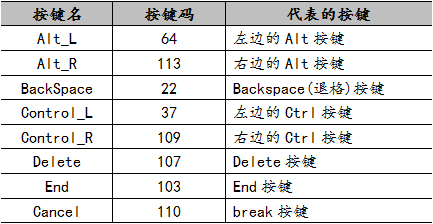 按键名 按键码 代表的按键
Alt_L 64 左边的Alt按键
Alt_R 113 右边的Alt按键
BackSpace 22 Backspace(退格)按键
Control_L 37 左边的Ctrl按键
Control_R 109 右边的Ctrl按键
Delete 107 Delete按键
End 103 End按键
Cancel 110 break按键